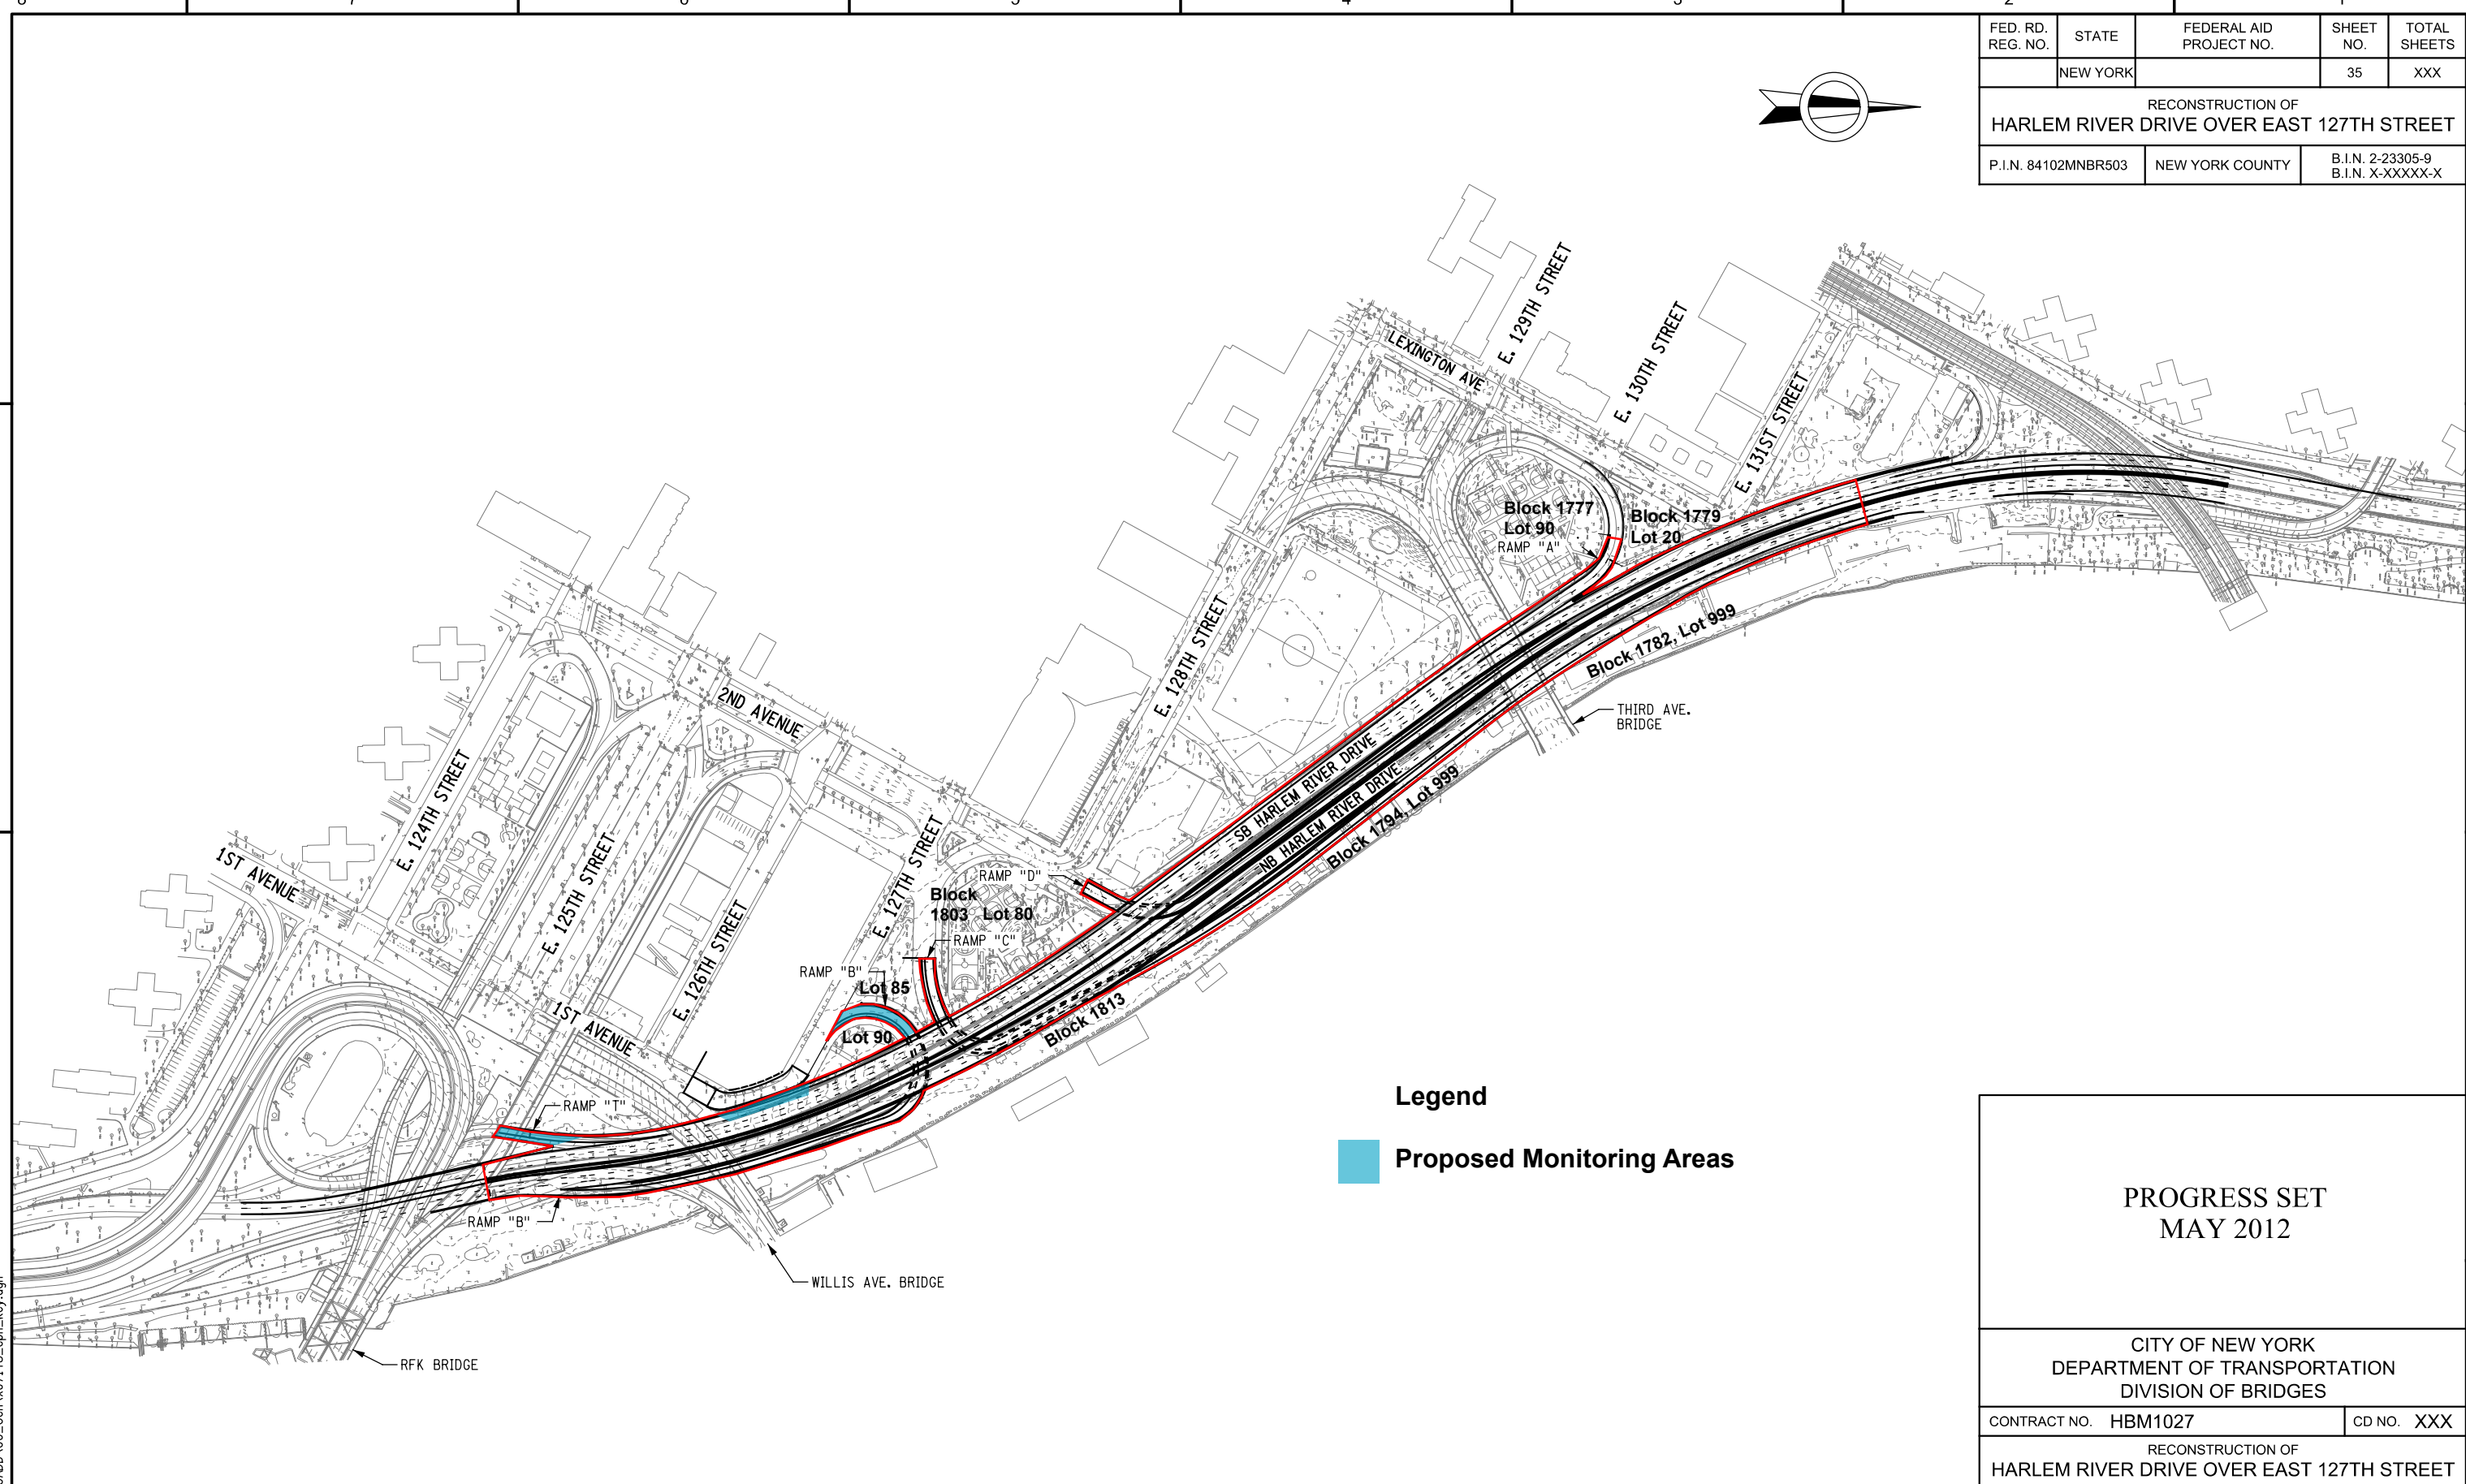 FED. RD.
REG. NO.
STATE
FEDERAL AID
PROJECT NO.
SHEET
NO.
TOTAL
SHEETS
NEW YORK
35
XXX
RECONSTRUCTION OF
HARLEM RIVER DRIVE OVER EAST 127TH STREET
P.I.N. 84102MNBR503
NEW YORK COUNTY
B.I.N. 2-23305-9
B.I.N. X-XXXXX-X
E. 129TH STREET
LEXINGTON AVE
E. 130TH STREET
E. 131ST STREET
Block 1777
Lot 90
RAMP "A"
Block 1779
Lot 20
E. 128TH STREET
Block 1782, Lot 999
THIRD AVE.
BRIDGE
2ND AVENUE
SB HARLEM RIVER DRIVE
NB HARLEM RIVER DRIVE
Block 1794, Lot 999
E. 124TH STREET
1ST AVENUE
E. 125TH STREET
E. 127TH STREET
RAMP "D"
Block
1803 Lot 80
RAMP "C"
E. 126TH STREET
RAMP "B"
Lot 85
Lot 90
1ST AVENUE
Block 1813
RAMP "T"
RAMP "B"
WILLIS AVE. BRIDGE
RFK BRIDGE
Legend
Proposed Monitoring Areas
PROGRESS SET
MAY 2012
CITY OF NEW YORK
DEPARTMENT OF TRANSPORTATION
DIVISION OF BRIDGES
CONTRACT NO. HBM1027
CD NO. XXX
RECONSTRUCTION OF
HARLEM RIVER DRIVE OVER EAST 127TH STREET